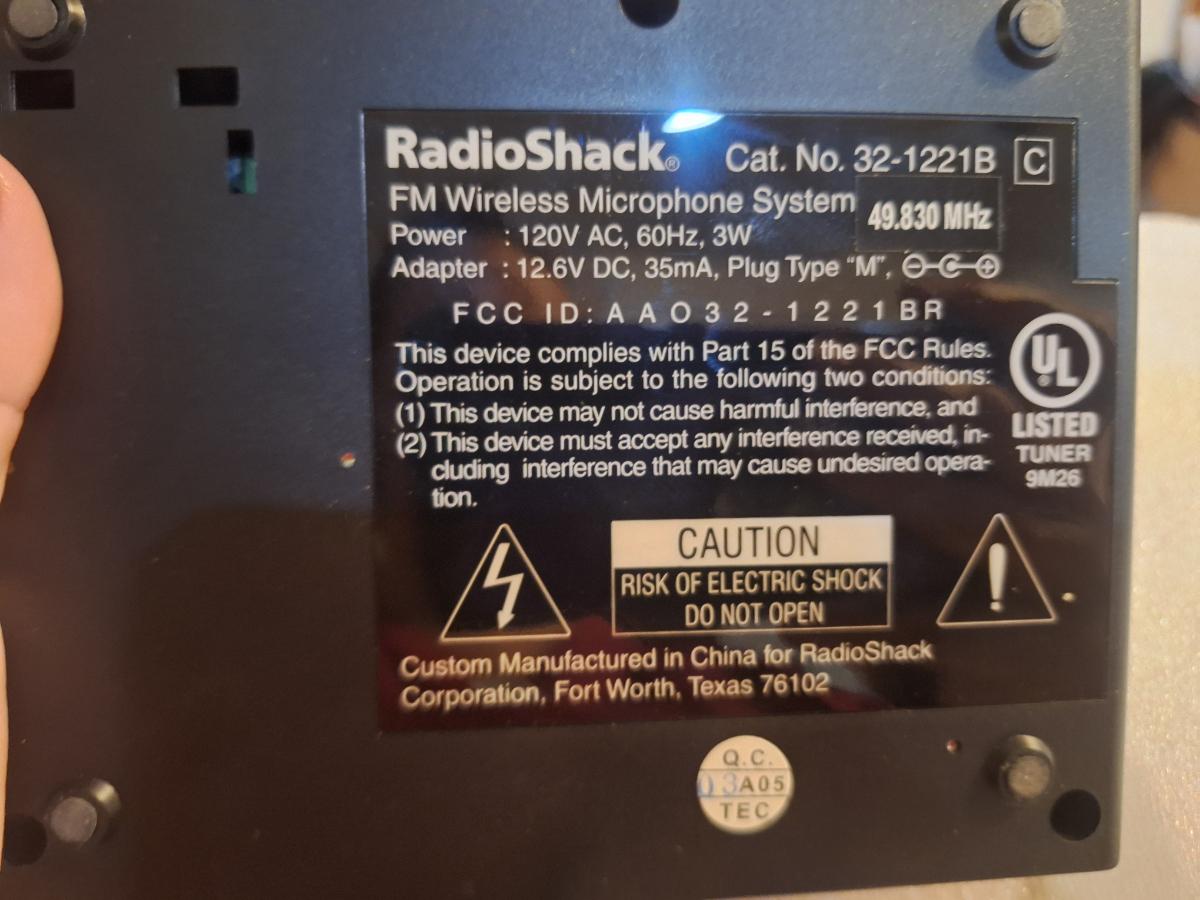 RadioShack® Cat. No. 32-1221B C
FM Wireless Microphone System 49.830 MHz
Power : 120V AC, 60Hz, 3W
Adapter : 12.6V DC, 35mA, Plug Type “M”,
FCC ID: AAO32-1221BR
This device complies with Part 15 of the FCC Rules.
Operation is subject to the following two conditions:
(1) This device may not cause harmful interference, and
(2) This device must accept any interference received, in-
cluding interference that may cause undesired opera-
tion.
UL
®
LISTED
TUNER
9M26
CAUTION
RISK OF ELECTRIC SHOCK
DO NOT OPEN
Custom Manufactured in China for RadioShack
Corporation, Fort Worth, Texas 76102
Q.C.
03A05
TEC